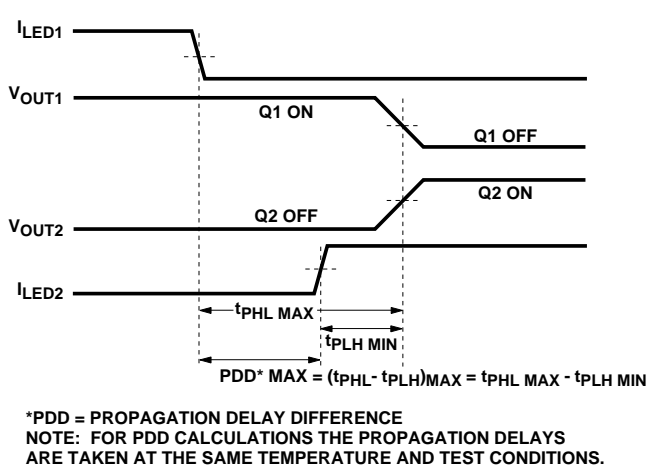 ILED1
VOUT1
Q1 ON
Q1 OFF
Q2 ON
Q2 OFF
VOUT2
ILED2
tPHL MAX
tPLH MIN
PDD* MAX = (tPHL- tPLH)MAX = tPHL MAX - tPLH MIN
*PDD = PROPAGATION DELAY DIFFERENCE
NOTE: FOR PDD CALCULATIONS THE PROPAGATION DELAYS
ARE TAKEN AT THE SAME TEMPERATURE AND TEST CONDITIONS.